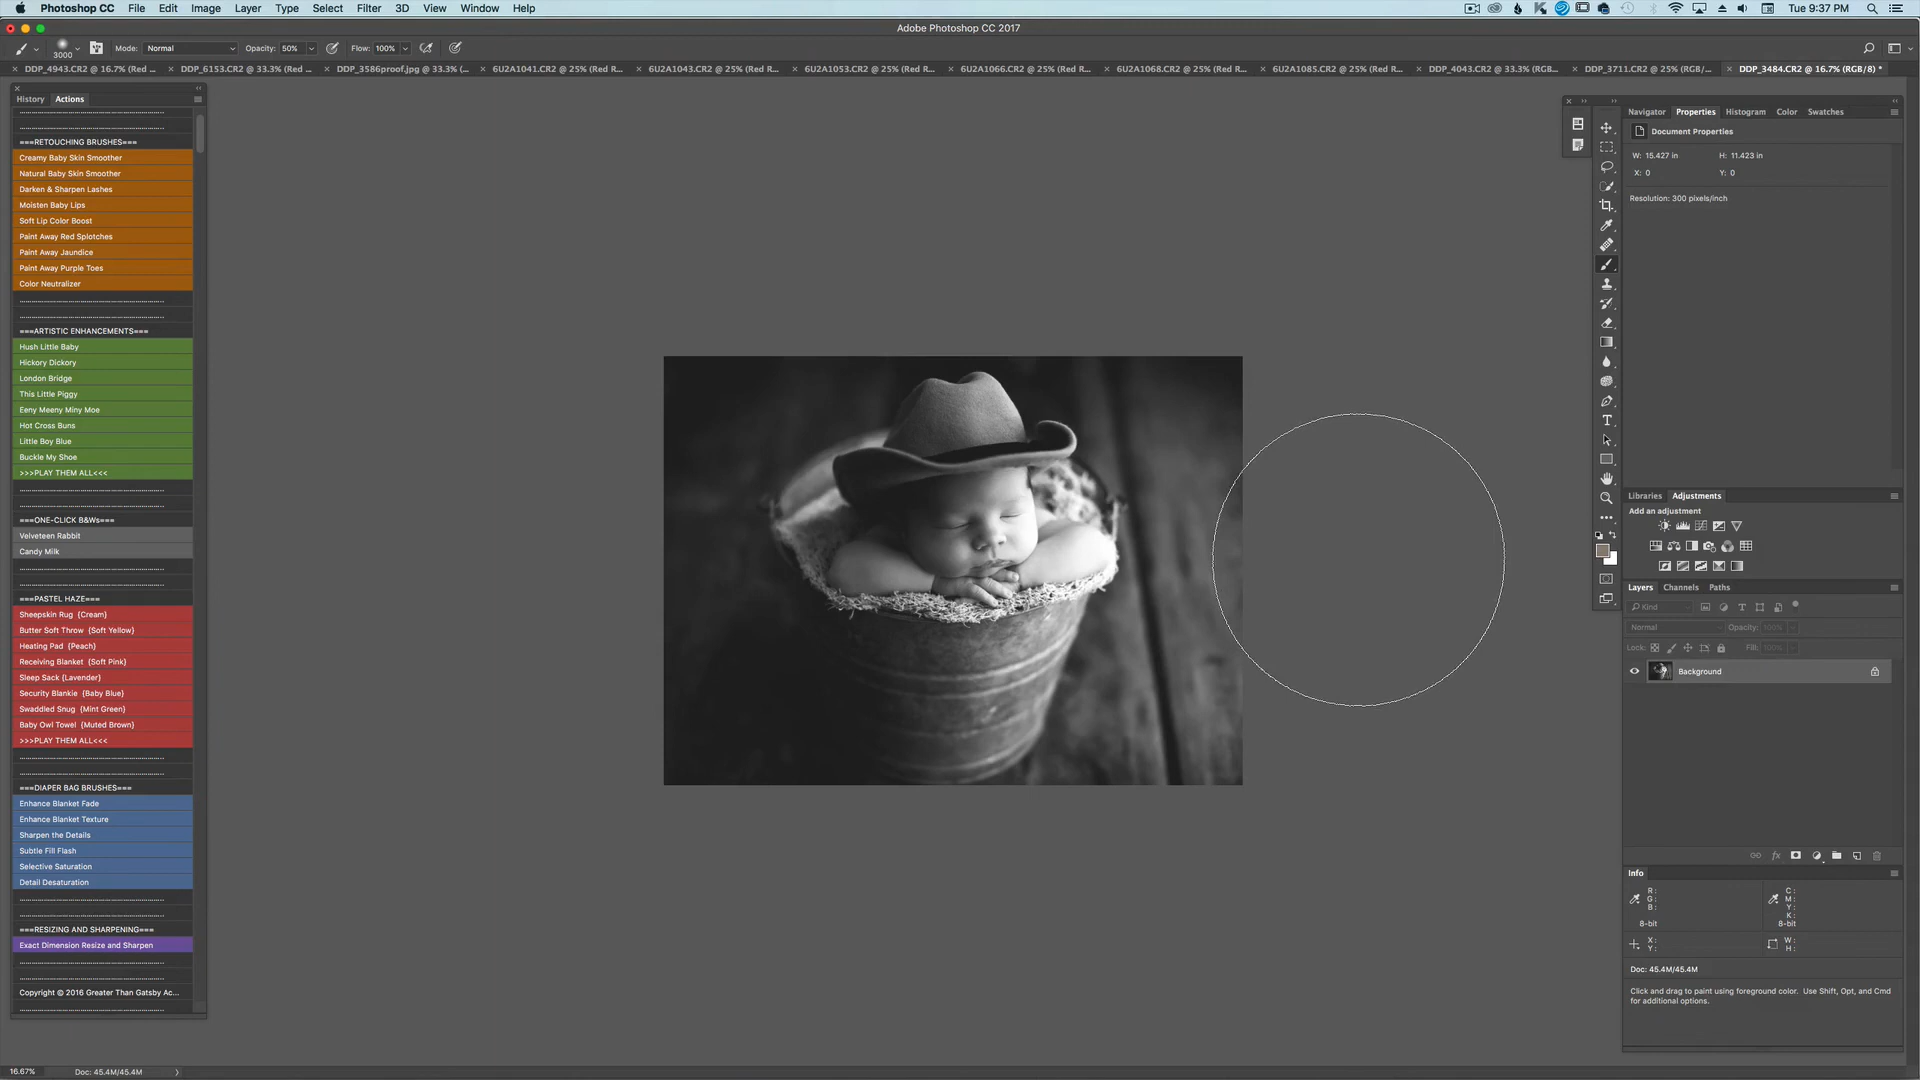 Photoshop CC File Edit Image Layer Type Select Filter 3D View Window Help Tue 9:37 PM
Adobe Photoshop CC 2017
3000 Mode: Normal Opacity: 50% Flow: 100%
DDP_4943.CR2 @ 16.7% (Red ... DDP_6153.CR2 @ 33.3% (Red ... DDP_3586proof.jpg @ 33.3% (... 6U2A1041.CR2 @ 25% (Red R... 6U2A1043.CR2 @ 25% (Red R... 6U2A1053.CR2 @ 25% (Red R... 6U2A1066.CR2 @ 25% (Red R... 6U2A1068.CR2 @ 25% (Red R... 6U2A1085.CR2 @ 25% (Red R... DDP_4043.CR2 @ 33.3% (RGB... DDP_3711.CR2 @ 25% (RGB/... DDP_3484.CR2 @ 16.7% (RGB/8) *
History Actions
===RETOUCHING BRUSHES===
Creamy Baby Skin Smoother
Natural Baby Skin Smoother
Darken & Sharpen Lashes
Moisten Baby Lips
Soft Lip Color Boost
Paint Away Red Splotches
Paint Away Jaundice
Paint Away Purple Toes
Color Neutralizer
===ARTISTIC ENHANCEMENTS===
Hush Little Baby
Hickory Dickory
London Bridge
This Little Piggy
Eeny Meeny Miny Moe
Hot Cross Buns
Little Boy Blue
Buckle My Shoe
>>>PLAY THEM ALL<<<
===ONE-CLICK B&Ws===
Velveteen Rabbit
Candy Milk
===PASTEL HAZE===
Sheepskin Rug {Cream}
Butter Soft Throw {Soft Yellow}
Heating Pad {Peach}
Receiving Blanket {Soft Pink}
Sleep Sack {Lavender}
Security Blankie {Baby Blue}
Swaddled Snug {Mint Green}
Baby Owl Towel {Muted Brown}
>>>PLAY THEM ALL<<<
===DIAPER BAG BRUSHES===
Enhance Blanket Fade
Enhance Blanket Texture
Sharpen the Details
Subtle Fill Flash
Selective Saturation
Detail Desaturation
===RESIZING AND SHARPENING===
Exact Dimension Resize and Sharpen
Copyright © 2016 Greater Than Gatsby Ac...
16.67% Doc: 45.4M/45.4M
Navigator Properties Histogram Color Swatches
Document Properties
W: 15.427 in H: 11.423 in
X: 0 Y: 0
Resolution: 300 pixels/inch
Libraries Adjustments
Add an adjustment
Layers Channels Paths
Kind
Normal Opacity: 100%
Lock: Fill: 100%
Background
Info
R: C:
G: M:
B: Y:
K:
8-bit 8-bit
X: W:
Y: H:
Doc: 45.4M/45.4M
Click and drag to paint using foreground color. Use Shift, Opt, and Cmd
for additional options.